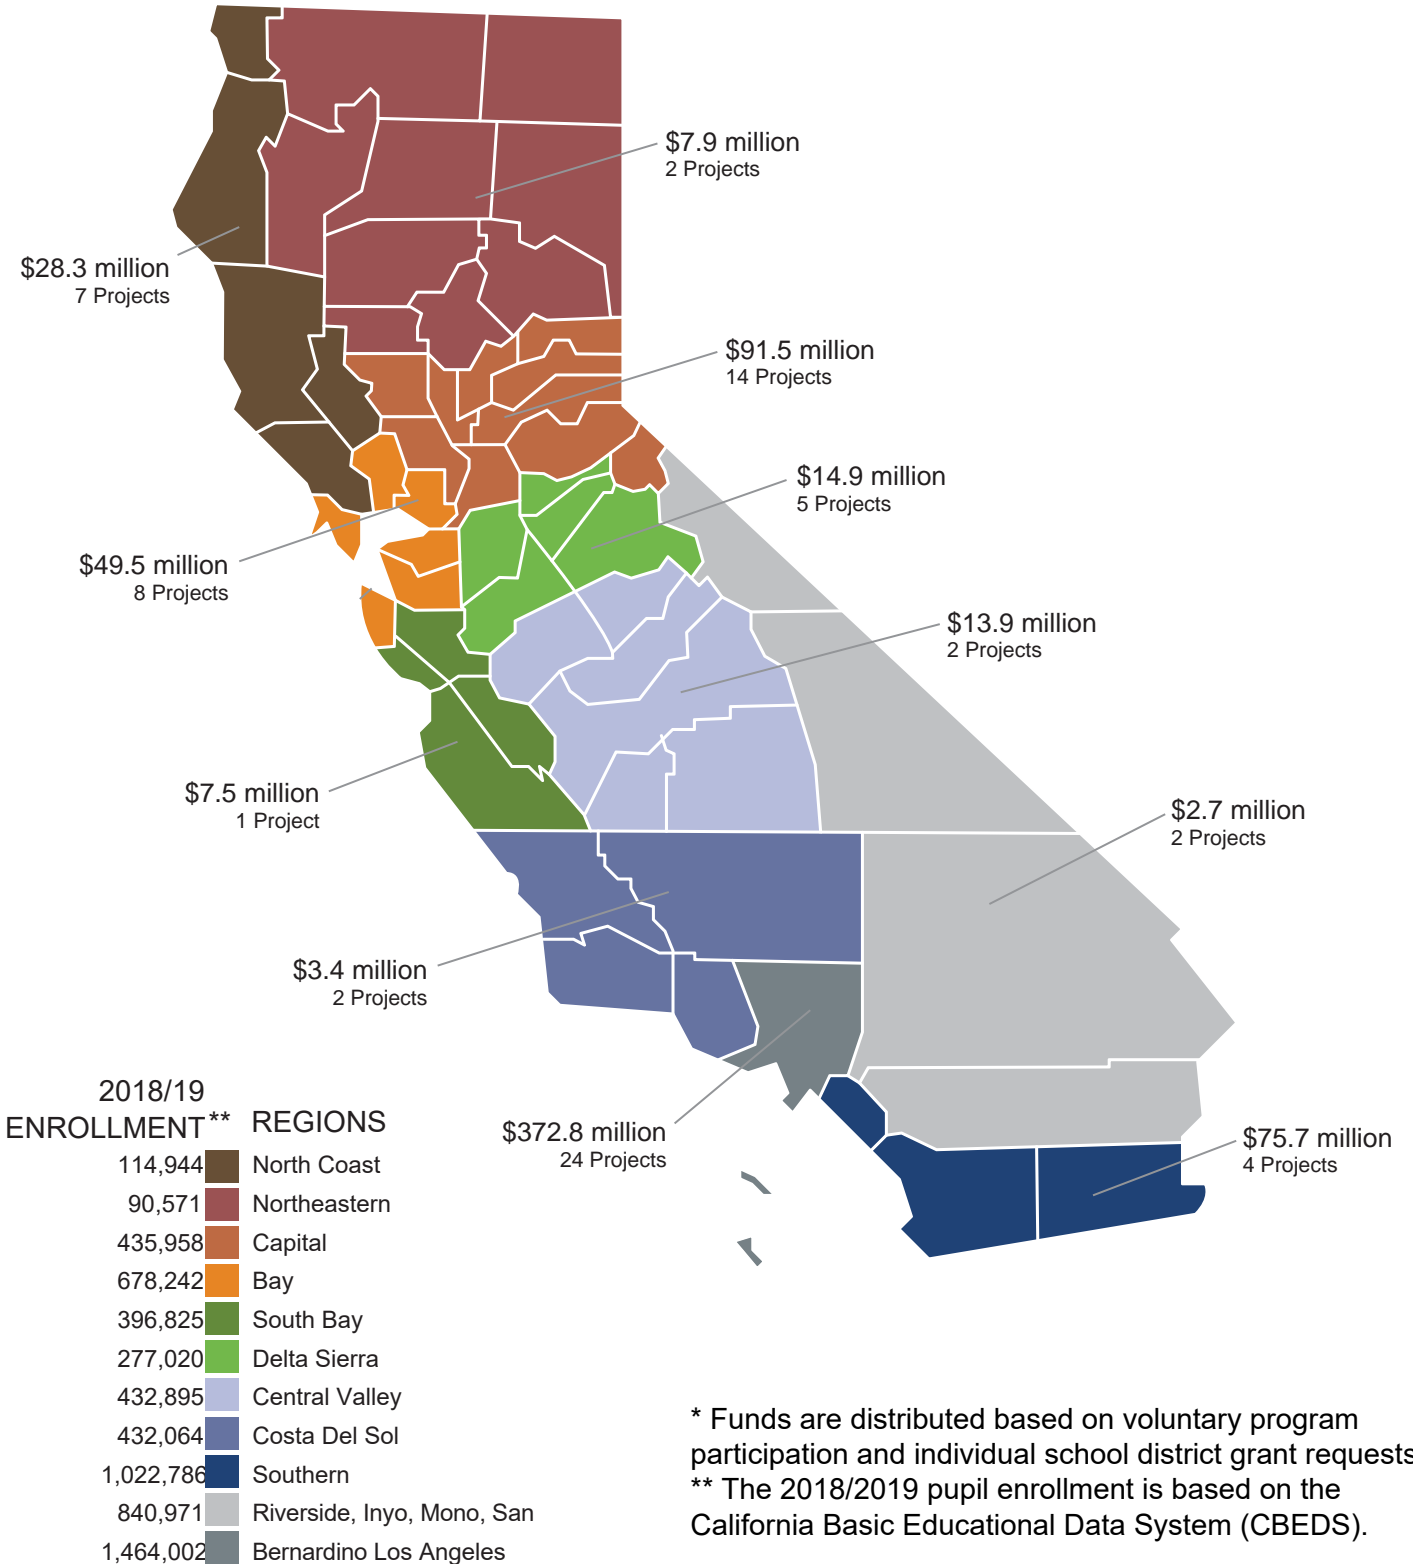 $7.9 million
2 Projects
$28.3 million
7 Projects
$91.5 million
14 Projects
$14.9 million
5 Projects
$49.5 million
8 Projects
$13.9 million
2 Projects
$7.5 million
1 Project
$2.7 million
2 Projects
$3.4 million
2 Projects
$372.8 million
24 Projects
$75.7 million
4 Projects
2018/19
ENROLLMENT** REGIONS
114,944 North Coast
90,571 Northeastern
435,958 Capital
678,242 Bay
396,825 South Bay
277,020 Delta Sierra
432,895 Central Valley
432,064 Costa Del Sol
1,022,786 Southern
840,971 Riverside, Inyo, Mono, San
1,464,002 Bernardino Los Angeles
* Funds are distributed based on voluntary program
participation and individual school district grant requests
** The 2018/2019 pupil enrollment is based on the
California Basic Educational Data System (CBEDS).